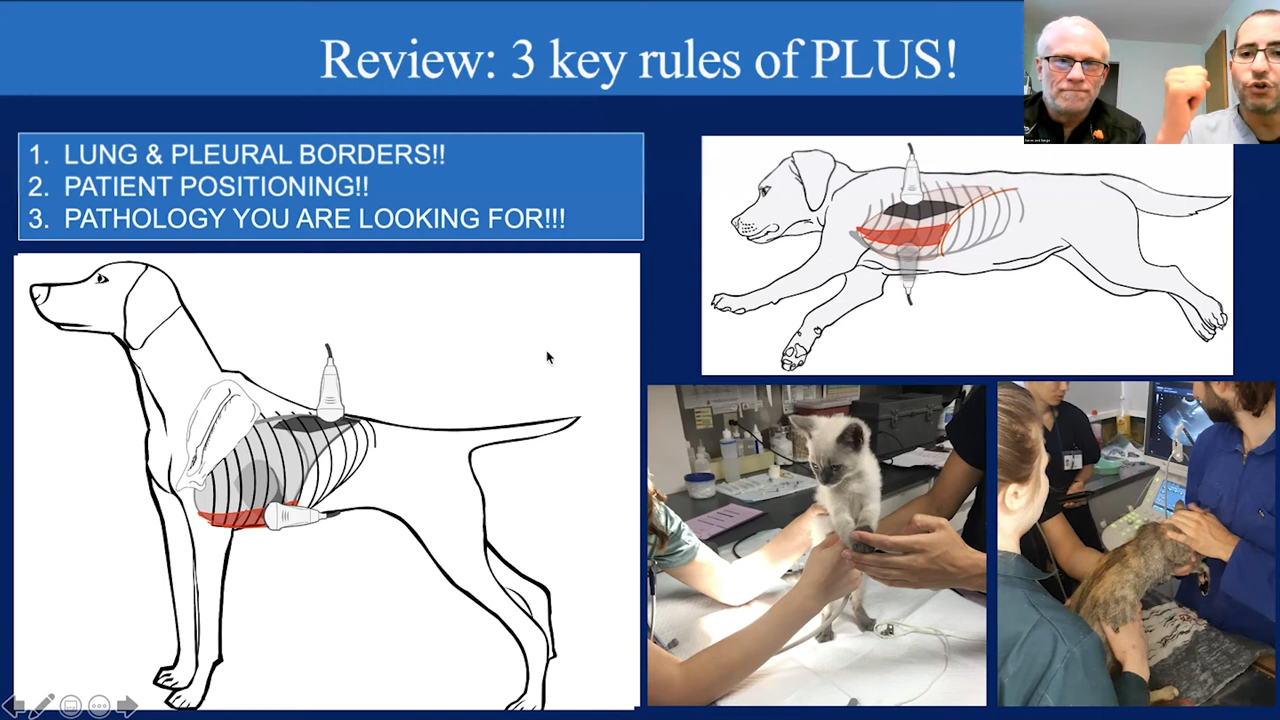 Review: 3 key rules of PLUS!
1. LUNG & PLEURAL BORDERS!!
2. PATIENT POSITIONING!!
3. PATHOLOGY YOU ARE LOOKING FOR!!!